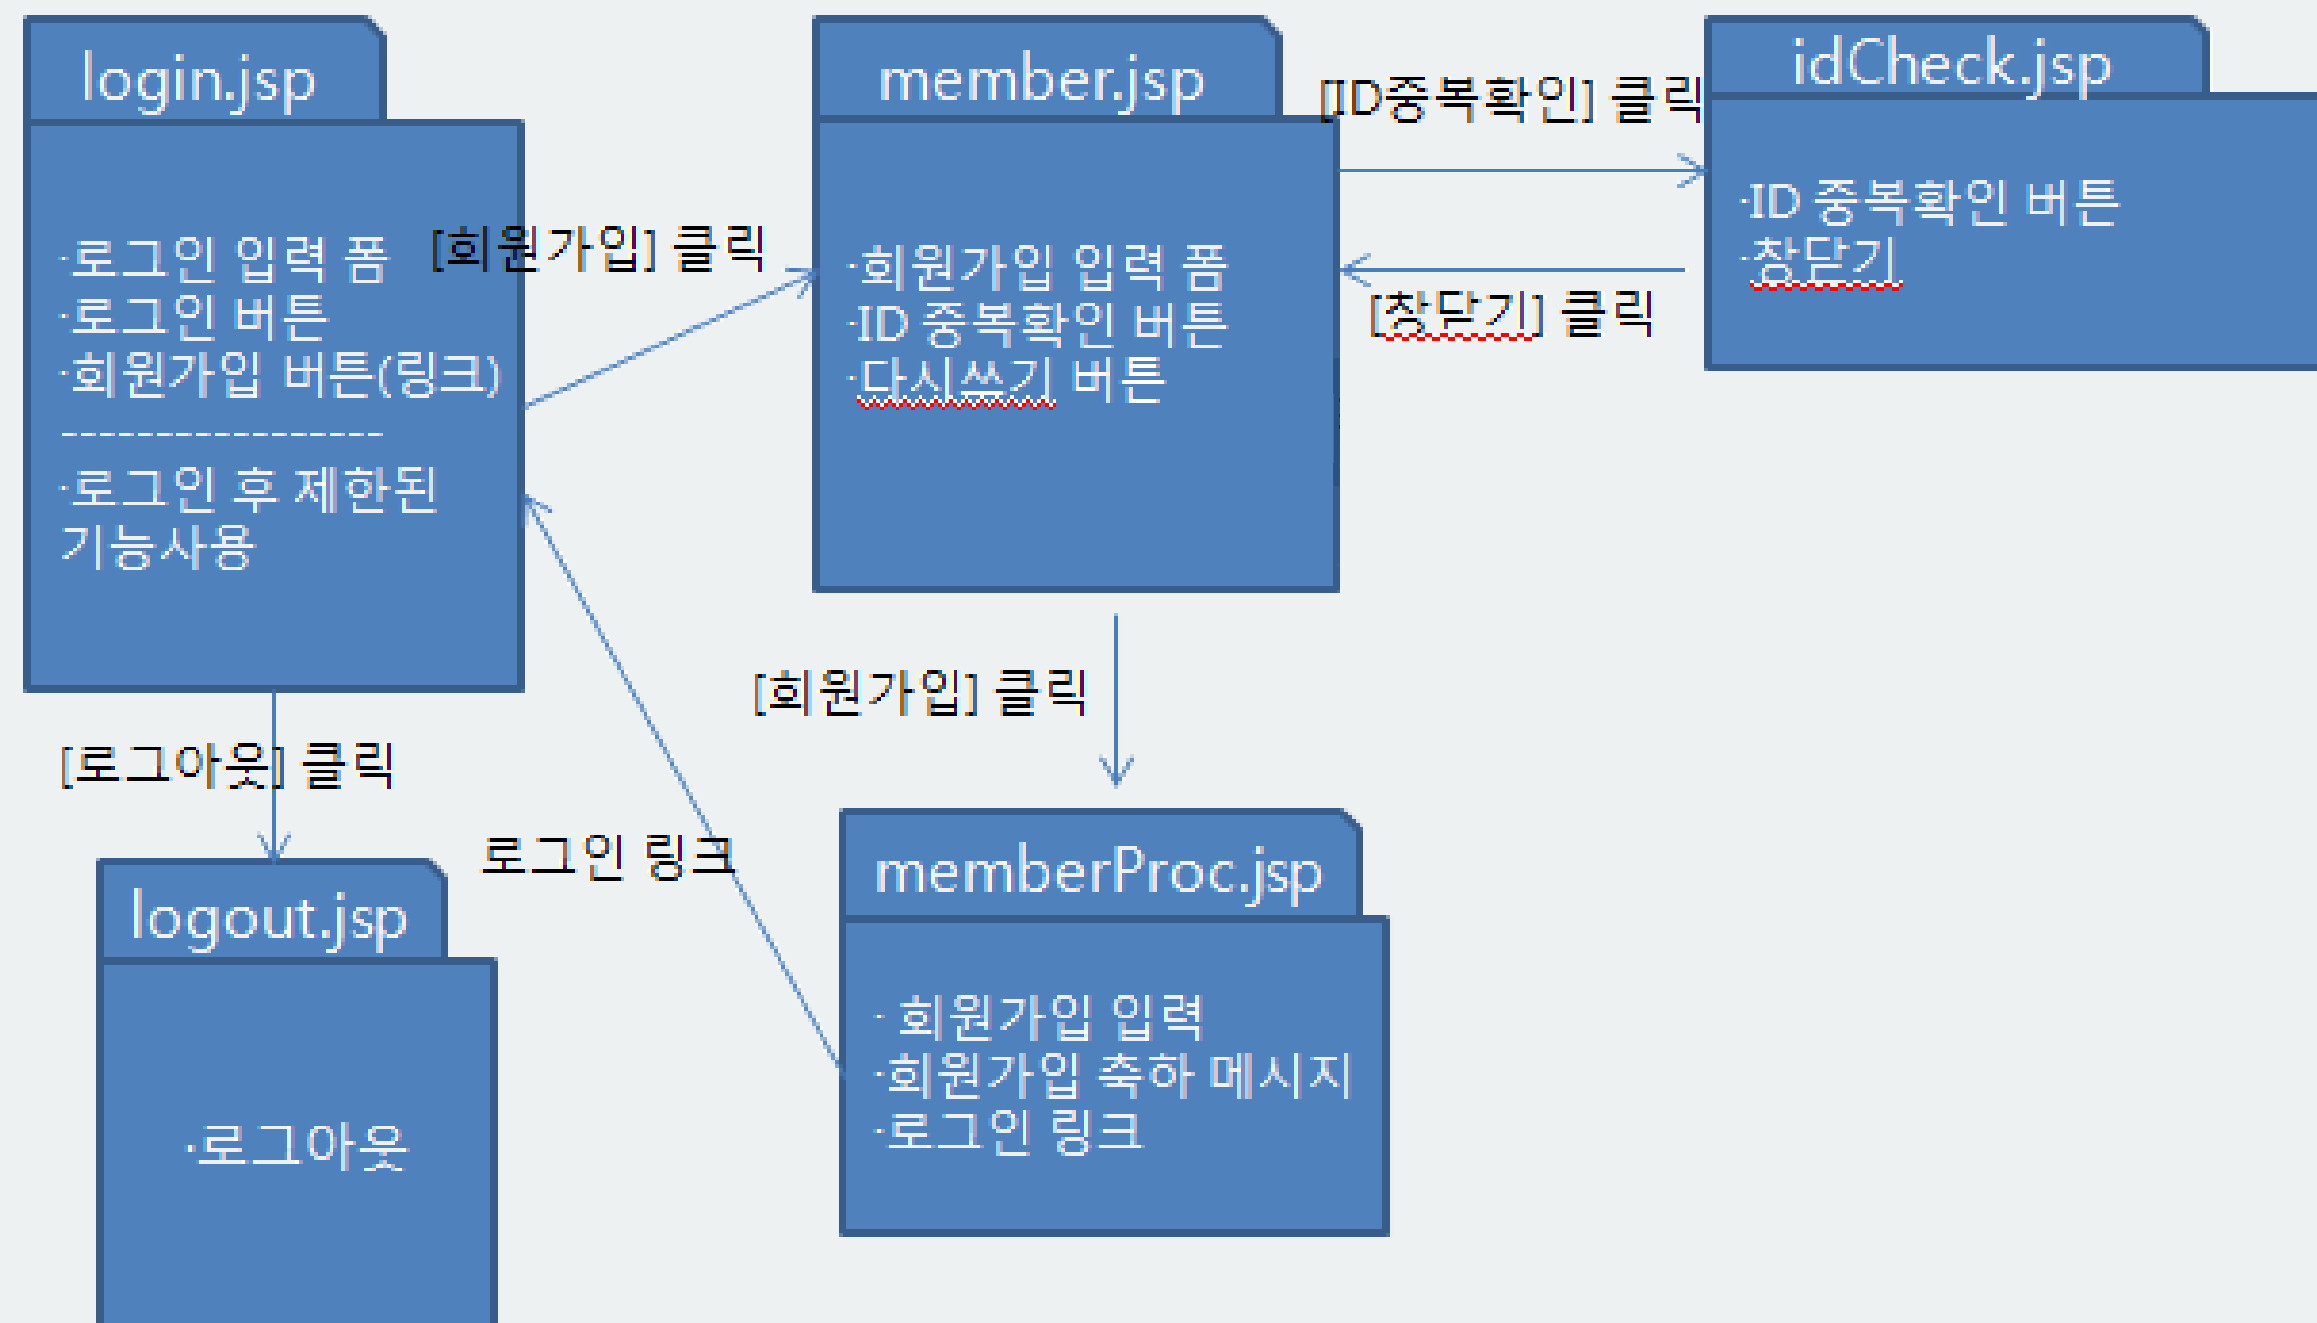 login.jsp
·로그인 입력 폼
·로그인 버튼
·회원가입 버튼(링크)
-----------------
·로그인 후 제한된
기능사용
[회원가입] 클릭
member.jsp
·회원가입 입력 폼
·ID 중복확인 버튼
·다시쓰기 버튼
[ID중복확인] 클릭
[창닫기] 클릭
idCheck.jsp
·ID 중복확인 버튼
·창닫기
[로그아웃] 클릭
로그인 링크
[회원가입] 클릭
logout.jsp
·로그아웃
memberProc.jsp
· 회원가입 입력
·회원가입 축하 메시지
·로그인 링크